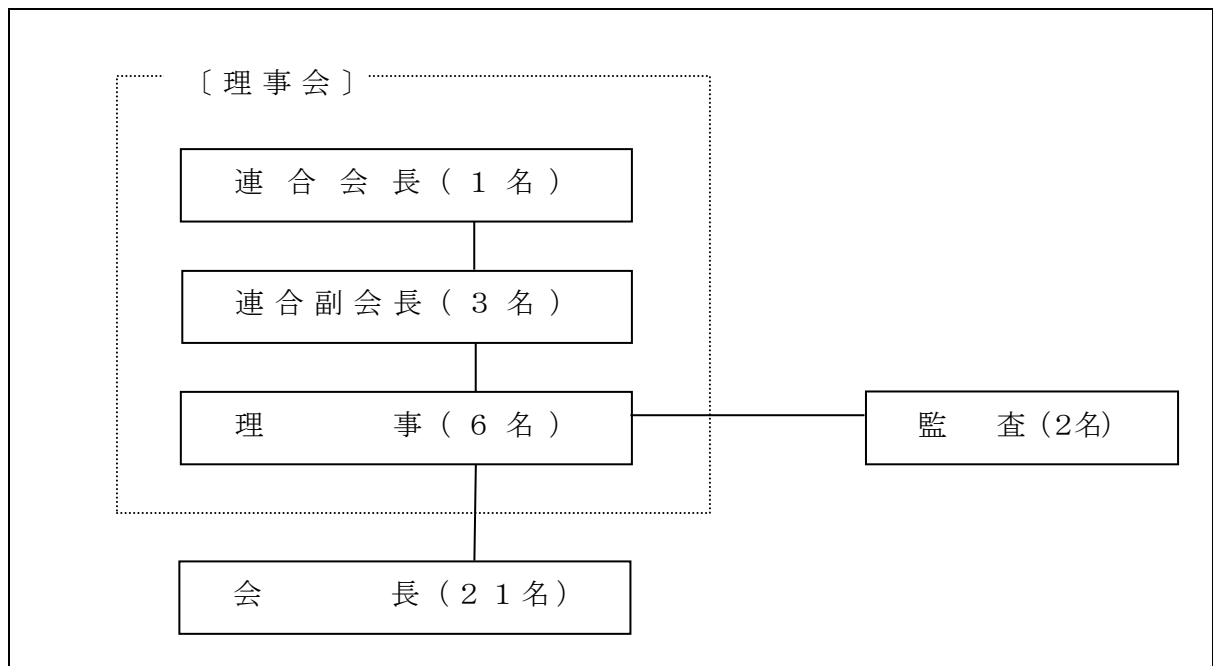 〔理事会〕
連合会長(1名)
連合副会長(3名)
理事(6名)
監査(2名)
会長(21名)